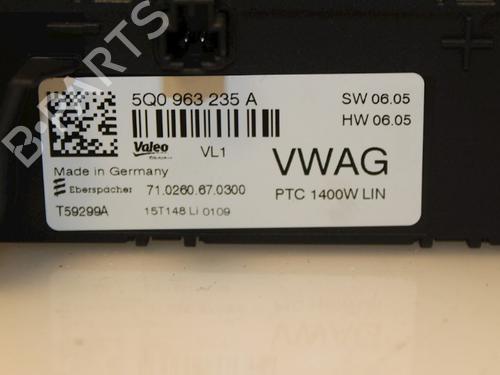 5Q0 963 235 A
SW 06.05
HW 06.05
Valeo
VL1
VWAG
Made in Germany
Eberspächer
71.0260.67.0300
PTC 1400W LIN
T59299A
15T148 Li 0109
B-PARTS